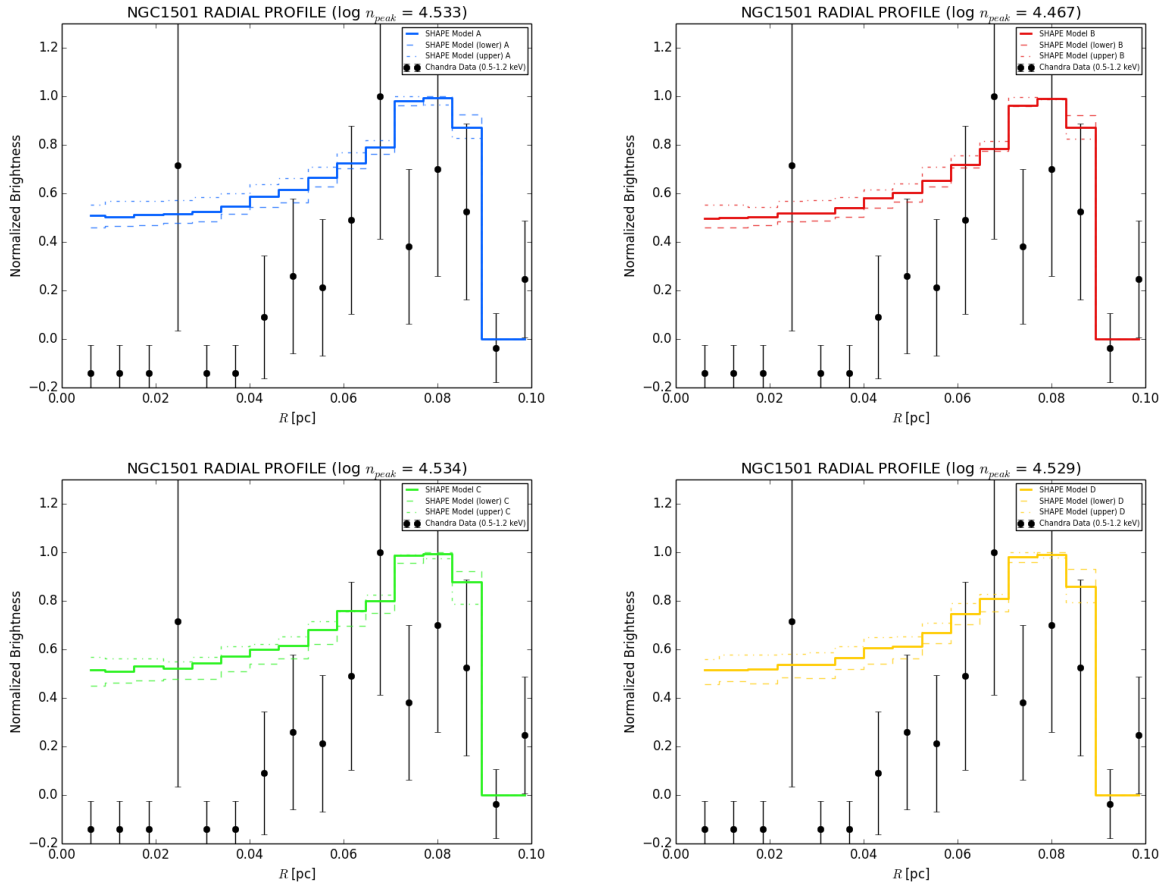 NGC1501 RADIAL PROFILE (log n_peak = 4.533)
SHAPE Model A
SHAPE Model (lower) A
SHAPE Model (upper) A
Chandra Data (0.5-1.2 keV)
Normalized Brightness
1.2
1.0
0.8
0.6
0.4
0.2
0.0
−0.2
0.00 0.02 0.04 0.06 0.08 0.10
R [pc]
NGC1501 RADIAL PROFILE (log n_peak = 4.467)
SHAPE Model B
SHAPE Model (lower) B
SHAPE Model (upper) B
Chandra Data (0.5-1.2 keV)
Normalized Brightness
1.2
1.0
0.8
0.6
0.4
0.2
0.0
−0.2
0.00 0.02 0.04 0.06 0.08 0.10
R [pc]
NGC1501 RADIAL PROFILE (log n_peak = 4.534)
SHAPE Model C
SHAPE Model (lower) C
SHAPE Model (upper) C
Chandra Data (0.5-1.2 keV)
Normalized Brightness
1.2
1.0
0.8
0.6
0.4
0.2
0.0
−0.2
0.00 0.02 0.04 0.06 0.08 0.10
R [pc]
NGC1501 RADIAL PROFILE (log n_peak = 4.529)
SHAPE Model D
SHAPE Model (lower) D
SHAPE Model (upper) D
Chandra Data (0.5-1.2 keV)
Normalized Brightness
1.2
1.0
0.8
0.6
0.4
0.2
0.0
−0.2
0.00 0.02 0.04 0.06 0.08 0.10
R [pc]